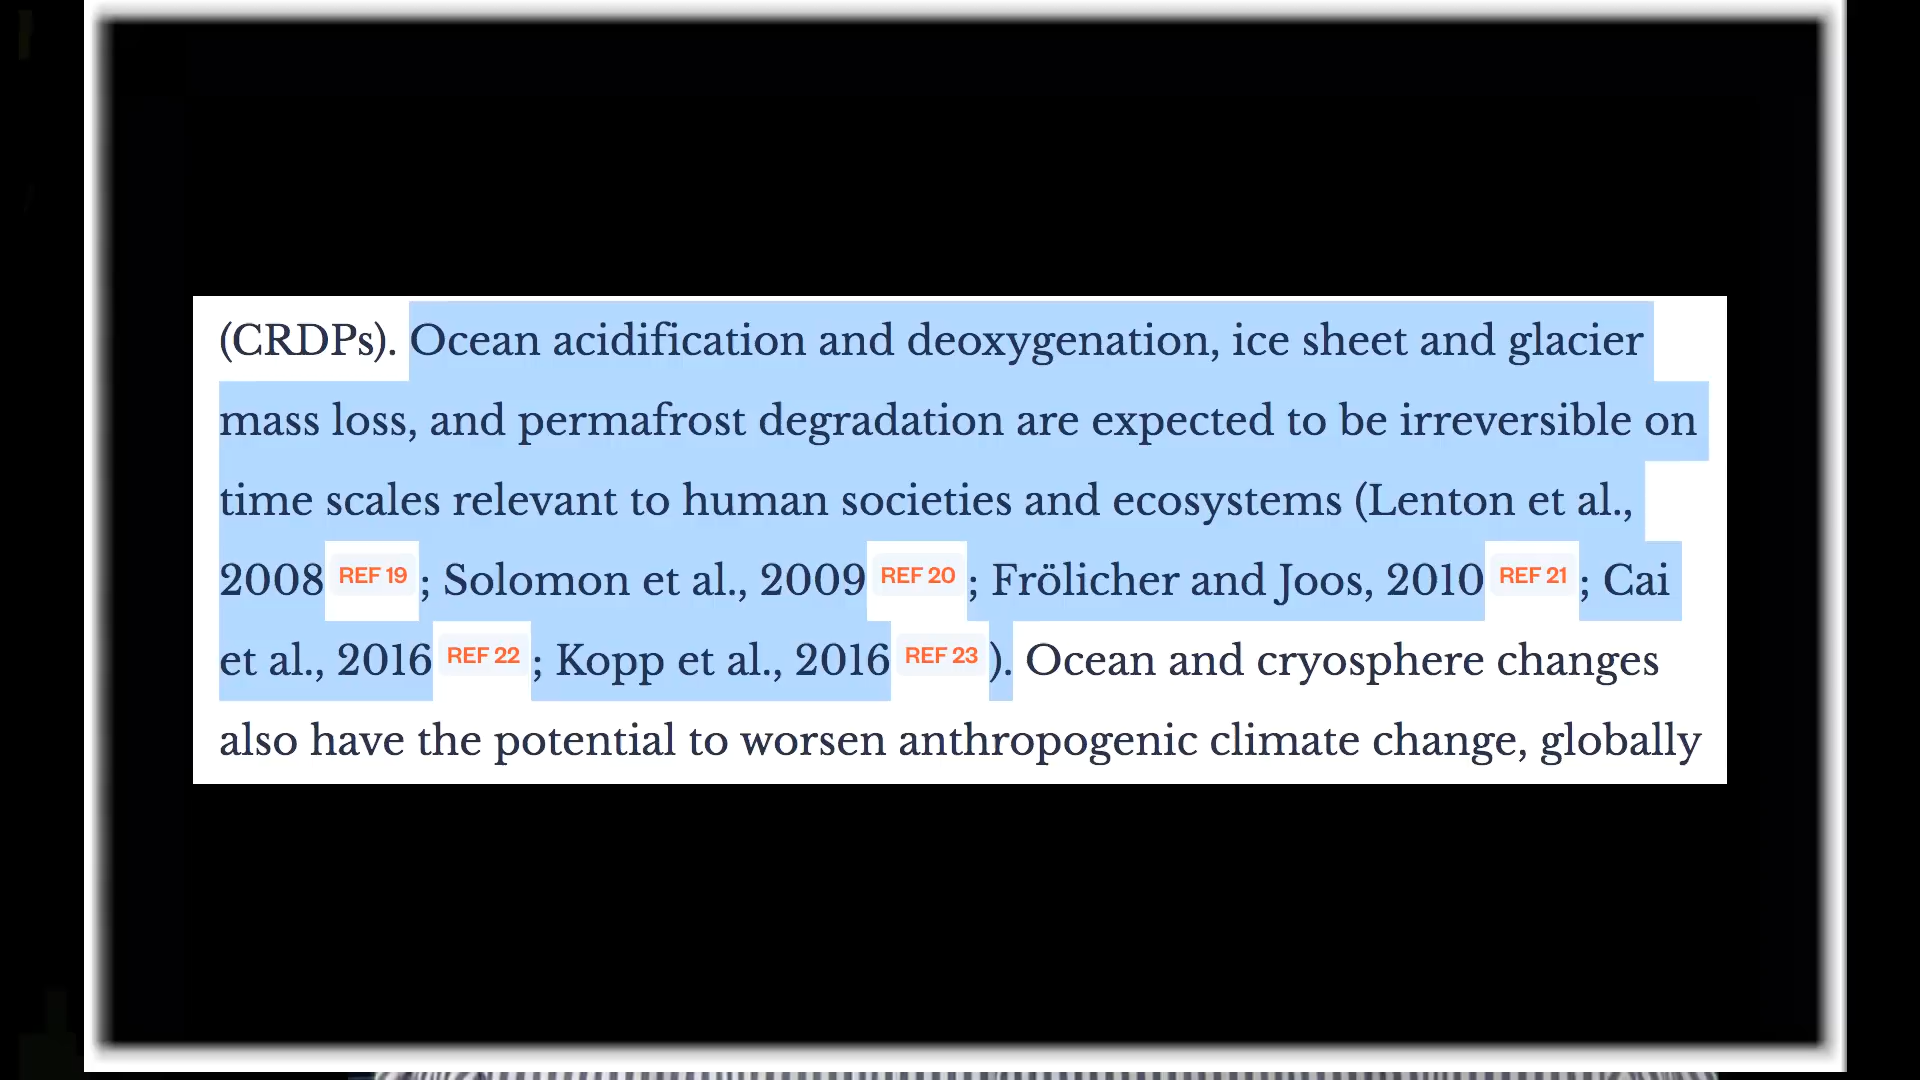 (CRDPs). Ocean acidification and deoxygenation, ice sheet and glacier
mass loss, and permafrost degradation are expected to be irreversible on
time scales relevant to human societies and ecosystems (Lenton et al.,
2008 REF 19 ; Solomon et al., 2009 REF 20 ; Frölicher and Joos, 2010 REF 21 ; Cai
et al., 2016 REF 22 ; Kopp et al., 2016 REF 23 ). Ocean and cryosphere changes
also have the potential to worsen anthropogenic climate change, globally